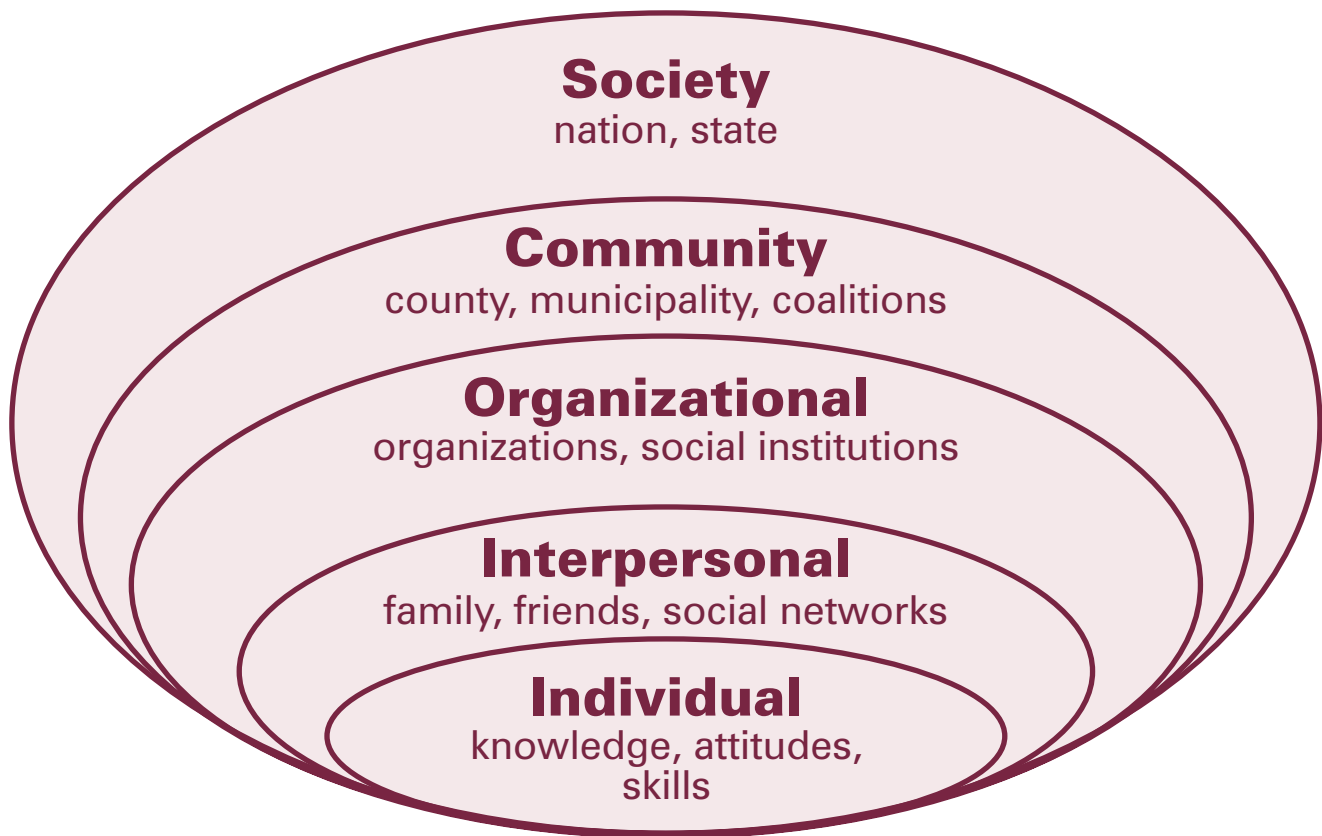 Society
nation, state
Community
county, municipality, coalitions
Organizational
organizations, social institutions
Interpersonal
family, friends, social networks
Individual
knowledge, attitudes,
skills